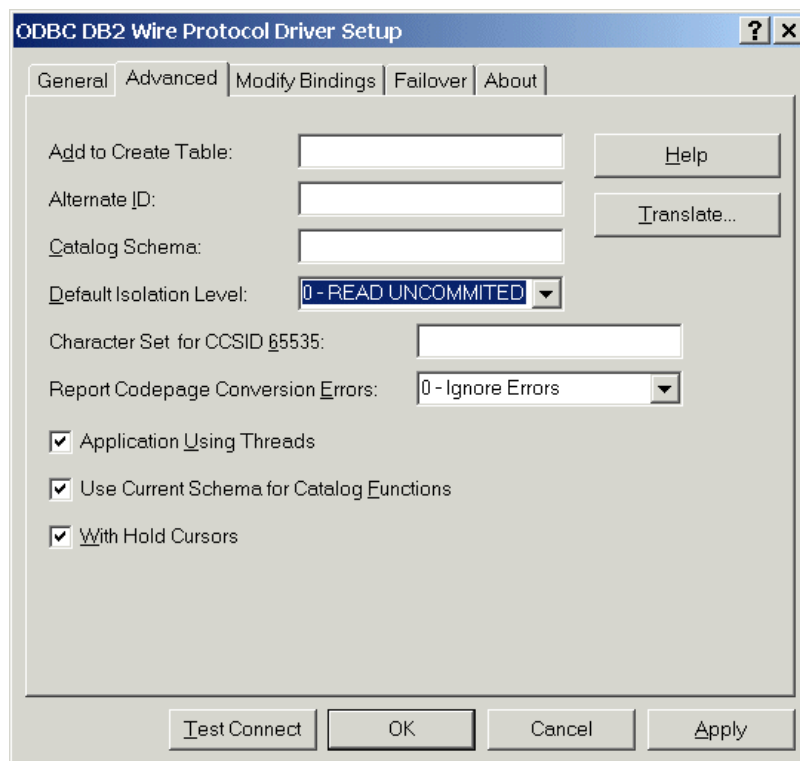 ODBC DB2 Wire Protocol Driver Setup
General Advanced Modify Bindings Failover About
Add to Create Table:
Help
Alternate ID:
Translate...
Catalog Schema:
Default Isolation Level: 0 - READ UNCOMMITED
Character Set for CCSID 65535:
Report Codepage Conversion Errors: 0 - Ignore Errors
Application Using Threads
Use Current Schema for Catalog Functions
With Hold Cursors
Test Connect OK Cancel Apply